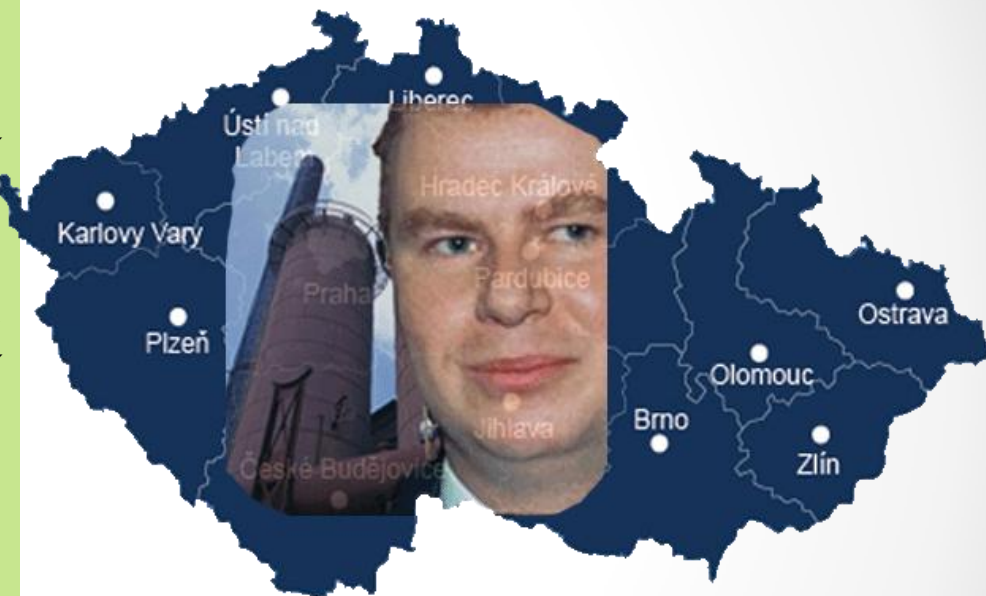 Liberec
Ústí nad
Labem
Hradec Králové
Karlovy Vary
Pardubice
Praha
Ostrava
Plzeň
Olomouc
Brno
Jihlava
Zlín
České Budějovice